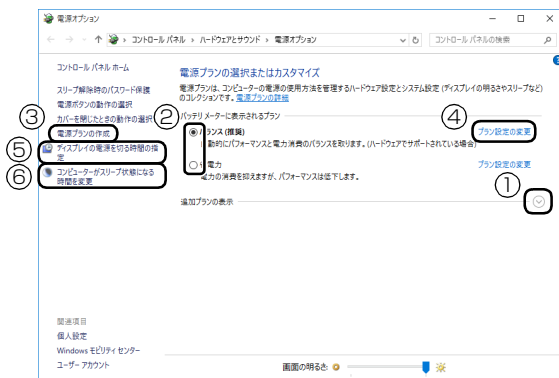 電源オプション
コントロール パネル › ハードウェアとサウンド › 電源オプション
コントロール パネルの検索
コントロール パネル ホーム
スリープ解除時のパスワード保護
電源ボタンの動作の選択
カバーを閉じたときの動作の選択
電源プランの作成
ディスプレイの電源を切る時間の指
定
コンピューターがスリープ状態になる
時間を変更
関連項目
個人設定
Windows モビリティ センター
ユーザー アカウント
電源プランの選択またはカスタマイズ
電源プランは、コンピューターの電源の使用方法を管理するハードウェア設定とシステム設定 (ディスプレイの明るさやスリープなど)
のコレクションです。電源プランの詳細
バッテリ メーターに表示されるプラン
バランス (推奨)
プラン設定の変更
動的にパフォーマンスと電力消費のバランスを取ります。(ハードウェアでサポートされている場合)
電力
プラン設定の変更
電力の消費を抑えますが、パフォーマンスは低下します。
追加プランの表示
画面の明るさ:
①
②
③
④
⑤
⑥